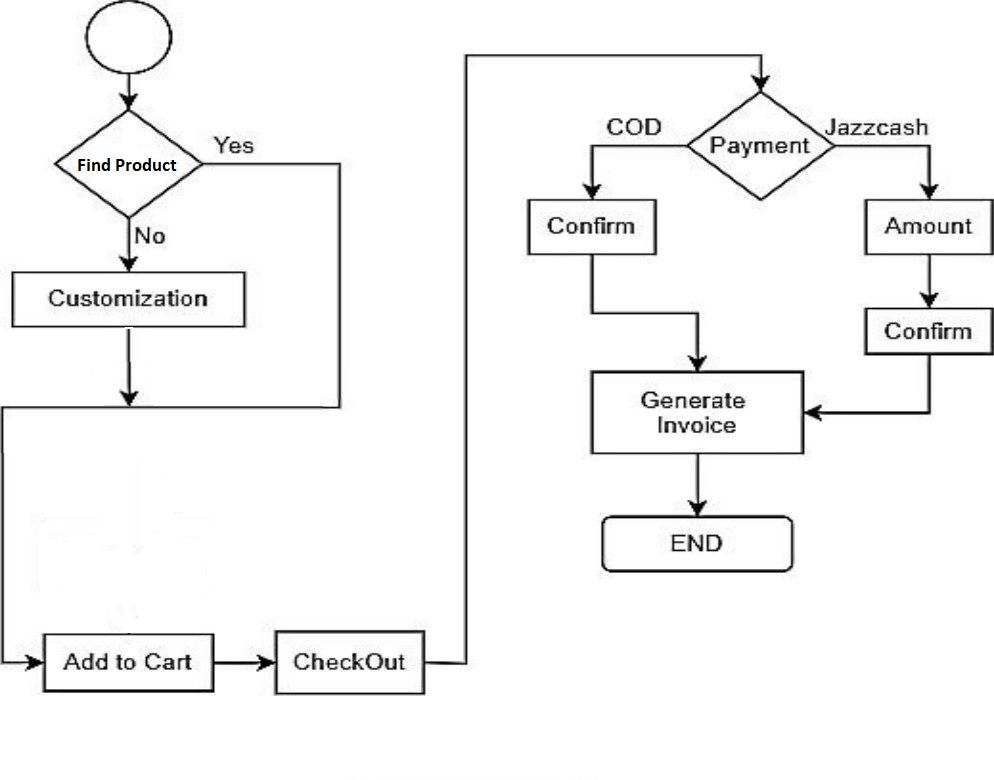 Find Product
Yes
No
Customization
Add to Cart
CheckOut
Payment
COD
Jazzcash
Confirm
Amount
Confirm
Generate
Invoice
END